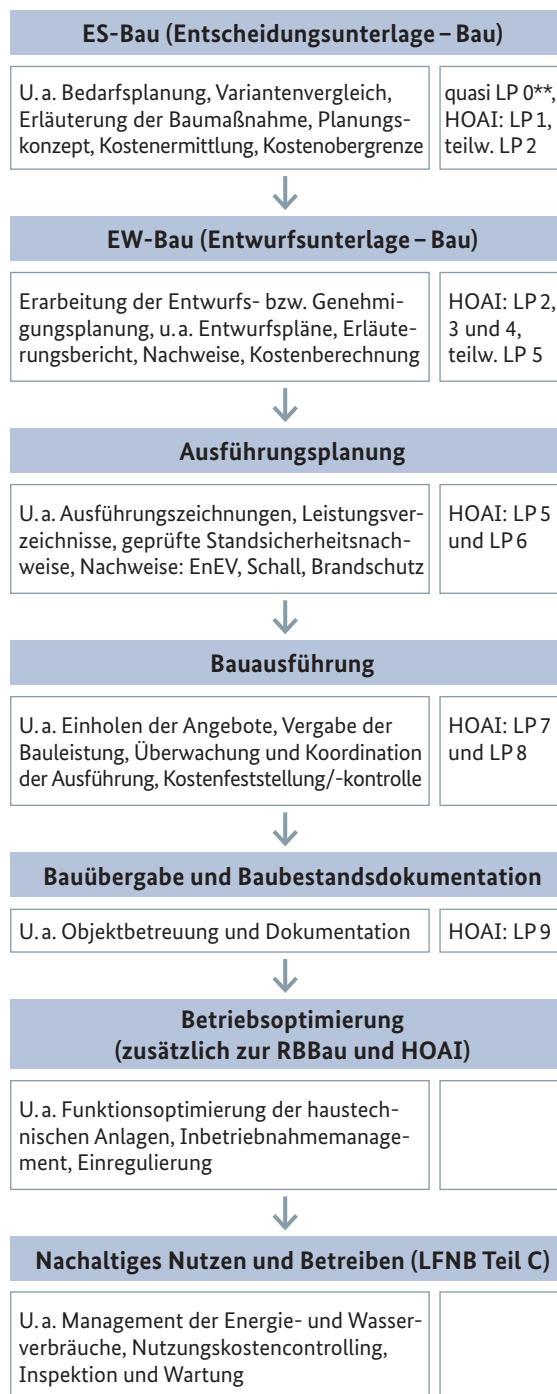 ES-Bau (Entscheidungsunterlage – Bau)
U. a. Bedarfsplanung, Variantenvergleich,
Erläuterung der Baumaßnahme, Planungs-
konzept, Kostenermittlung, Kostenobergrenze
quasi LP 0**,
HOAI: LP 1,
teilw. LP 2
EW-Bau (Entwurfsunterlage – Bau)
Erarbeitung der Entwurfs- bzw. Genehmi-
gungsplanung, u. a. Entwurfspläne, Erläute-
rungsbericht, Nachweise, Kostenberechnung
HOAI: LP 2,
3 und 4,
teilw. LP 5
Ausführungsplanung
U. a. Ausführungszeichnungen, Leistungsver-
zeichnisse, geprüfte Standsicherheitsnach-
weise, Nachweise: EnEV, Schall, Brandschutz
HOAI: LP 5
und LP 6
Bauausführung
U. a. Einholen der Angebote, Vergabe der
Bauleistung, Überwachung und Koordination
der Ausführung, Kostenfeststellung/-kontrolle
HOAI: LP 7
und LP 8
Bauübergabe und Baubestandsdokumentation
U. a. Objektbetreuung und Dokumentation
HOAI: LP 9
Betriebsoptimierung
(zusätzlich zur RBBau und HOAI)
U. a. Funktionsoptimierung der haustech-
nischen Anlagen, Inbetriebnahmemanage-
ment, Einregulierung
Nachhaltiges Nutzen und Betreiben (LFNB Teil C)
U. a. Management der Energie- und Wasser-
verbräuche, Nutzungskostencontrolling,
Inspektion und Wartung